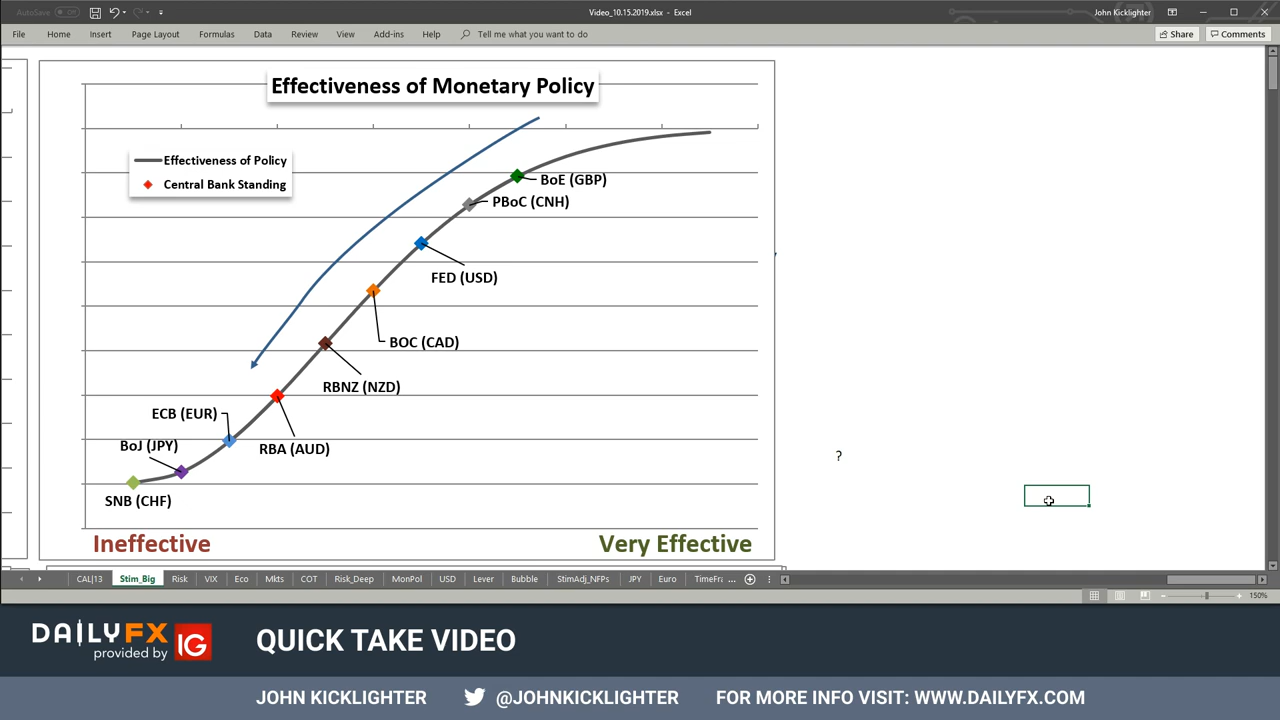 AutoSave Off
Video_10.15.2019.xlsx - Excel
John Kicklighter
File Home Insert Page Layout Formulas Data Review View Add-ins Help Tell me what you want to do Share Comments
Effectiveness of Monetary Policy
Effectiveness of Policy
Central Bank Standing
BoE (GBP)
PBoC (CNH)
FED (USD)
BOC (CAD)
RBNZ (NZD)
ECB (EUR)
RBA (AUD)
BoJ (JPY)
SNB (CHF)
?
Ineffective Very Effective
CAL|13 Stim_Big Risk VIX Eco Mkts COT Risk_Deep MonPol USD Lever Bubble StimAdj_NFPs JPY Euro TimeFra ...
150%
DAILYFX
provided by IG
QUICK TAKE VIDEO
JOHN KICKLIGHTER @JOHNKICKLIGHTER FOR MORE INFO VISIT: WWW.DAILYFX.COM